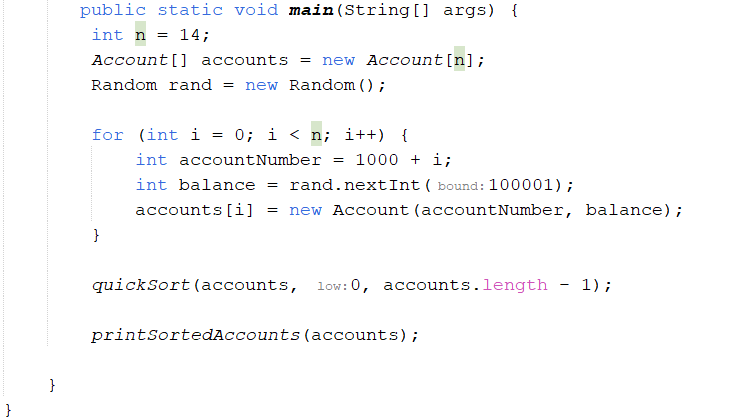 public static void main(String[] args) {
int n = 14;
Account[] accounts = new Account[n];
Random rand = new Random();
for (int i = 0; i < n; i++) {
int accountNumber = 1000 + i;
int balance = rand.nextInt( bound: 100001);
accounts[i] = new Account(accountNumber, balance);
}
quickSort(accounts, low: 0, accounts.length - 1);
printSortedAccounts(accounts);
}
}